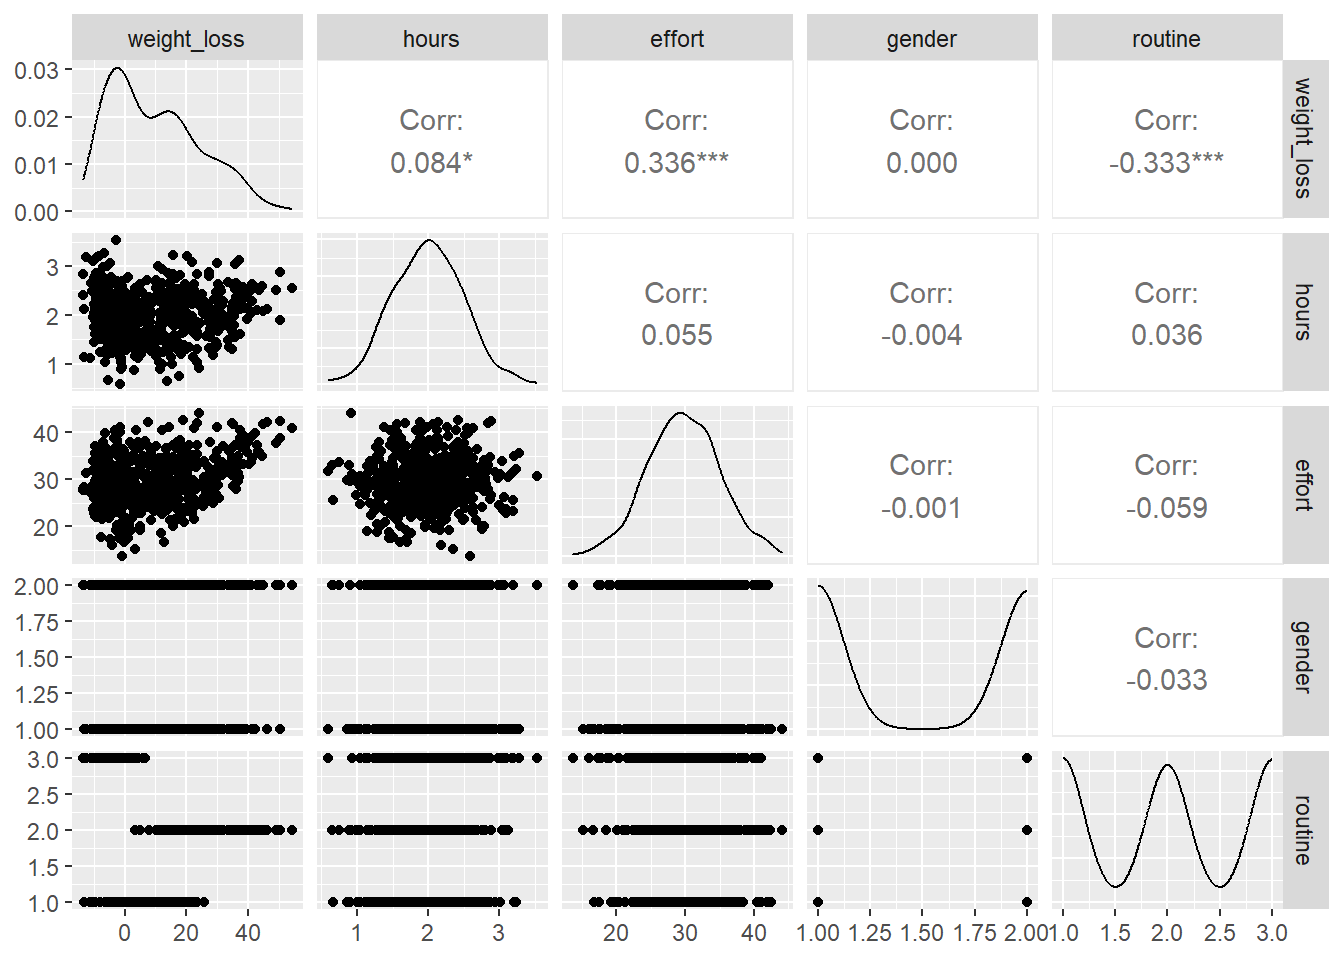 weight_loss hours effort gender routine
0.03
0.02
0.01
0.00
Corr:
0.084*
Corr:
0.336***
Corr:
0.000
Corr:
-0.333***
weight_loss
3
2
1
Corr:
0.055
Corr:
-0.004
Corr:
0.036
hours
40
30
20
Corr:
-0.001
Corr:
-0.059
effort
2.00
1.75
1.50
1.25
1.00
Corr:
-0.033
gender
3.0
2.5
2.0
1.5
1.0
routine
0 20 40 1 2 3 20 30 40 1.00 1.25 1.50 1.75 2.00 1.0 1.5 2.0 2.5 3.0